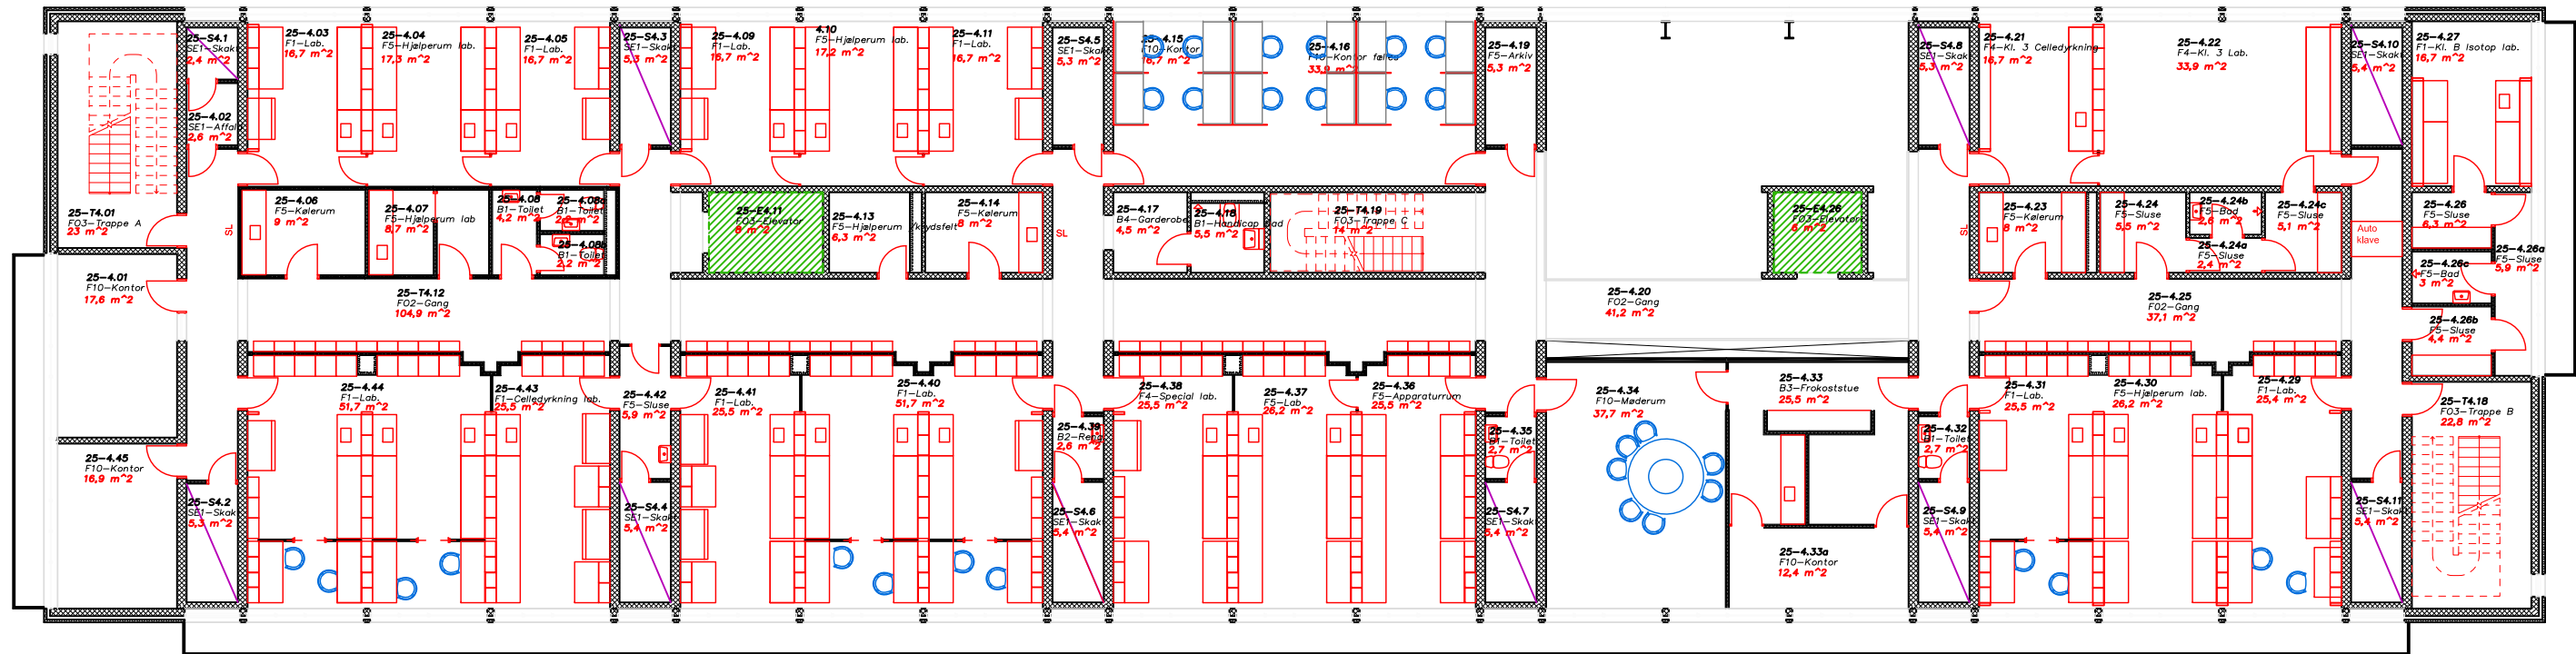 25-S4.1
SE1-Skakt
2,4 m^2
25-4.03
F1-Lab.
16,7 m^2
25-4.04
F5-Hjælperum lab.
17,3 m^2
25-4.05
F1-Lab.
16,7 m^2
25-S4.3
SE1-Skakt
5,3 m^2
25-4.09
F1-Lab.
16,7 m^2
4.10
F5-Hjælperum lab.
17,2 m^2
25-4.11
F1-Lab.
16,7 m^2
25-S4.5
SE1-Skakt
5,3 m^2
25-4.15
F10-Kontor
16,7 m^2
25-4.16
F10-Kontor fælles
33,9 m^2
25-4.19
F5-Arkiv
5,3 m^2
25-S4.8
SE1-Skakt
5,3 m^2
25-4.21
F4-Kl. 3 Celledyrkning
16,7 m^2
25-4.22
F4-Kl. 3 Lab.
33,9 m^2
25-S4.10
SE1-Skakt
5,4 m^2
25-4.27
F1-Kl. B Isotop lab.
16,7 m^2
25-4.02
SE1-Affald
2,6 m^2
25-T4.01
FO3-Trappe A
23 m^2
SL
25-4.06
F5-Kølerum
9 m^2
25-4.07
F5-Hjælperum lab
8,7 m^2
25-4.08
B1-Toilet
4,2 m^2
25-4.08a
B1-Toilet
2,2 m^2
25-4.08b
B1-Toilet
2,2 m^2
25-E4.11
FO3-Elevator
8 m^2
25-4.13
F5-Hjælperum /krydsfelt
6,3 m^2
25-4.14
F5-Kølerum
8 m^2
SL
25-4.17
B4-Garderobe
4,5 m^2
25-4.18
B1-Handicap Bad
5,5 m^2
25-T4.19
FO3-Trappe C
14 m^2
25-E4.26
FO3-Elevator
6 m^2
SL
25-4.23
F5-Kølerum
8 m^2
25-4.24
F5-Sluse
5,5 m^2
25-4.24b
F5-Bad
2,6 m^2
25-4.24c
F5-Sluse
5,1 m^2
25-4.24a
F5-Sluse
2,4 m^2
Auto
klave
25-4.26
F5-Sluse
6,3 m^2
25-4.26a
F5-Sluse
5,9 m^2
25-4.26c
F5-Bad
3 m^2
25-4.26b
F5-Sluse
4,4 m^2
25-4.01
F10-Kontor
17,6 m^2
25-T4.12
FO2-Gang
104,9 m^2
25-4.20
FO2-Gang
41,2 m^2
25-4.25
FO2-Gang
37,1 m^2
25-4.44
F1-Lab.
51,7 m^2
25-4.43
F1-Celledyrkning lab.
25,5 m^2
25-4.42
F5-Sluse
5,9 m^2
25-4.41
F1-Lab.
25,5 m^2
25-4.40
F1-Lab.
51,7 m^2
25-4.39
B2-Reng.
2,6 m^2
25-4.38
F4-Special lab.
25,5 m^2
25-4.37
F5-Lab
26,2 m^2
25-4.36
F5-Apparaturrum
25,5 m^2
25-4.35
B1-Toilet
2,7 m^2
25-4.34
F10-Møderum
37,7 m^2
25-4.33
B3-Frokoststue
25,5 m^2
25-4.32
B1-Toilet
2,7 m^2
25-4.31
F1-Lab.
25,5 m^2
25-4.30
F5-Hjælperum lab.
26,2 m^2
25-4.29
F1-Lab.
25,4 m^2
25-T4.18
FO3-Trappe B
22,8 m^2
25-4.45
F10-Kontor
16,9 m^2
25-S4.2
SE1-Skakt
5,3 m^2
25-S4.4
SE1-Skakt
5,4 m^2
25-S4.6
SE1-Skakt
5,4 m^2
25-S4.7
SE1-Skakt
5,4 m^2
25-4.33a
F10-Kontor
12,4 m^2
25-S4.9
SE1-Skakt
5,4 m^2
25-S4.11
SE1-Skakt
5,4 m^2